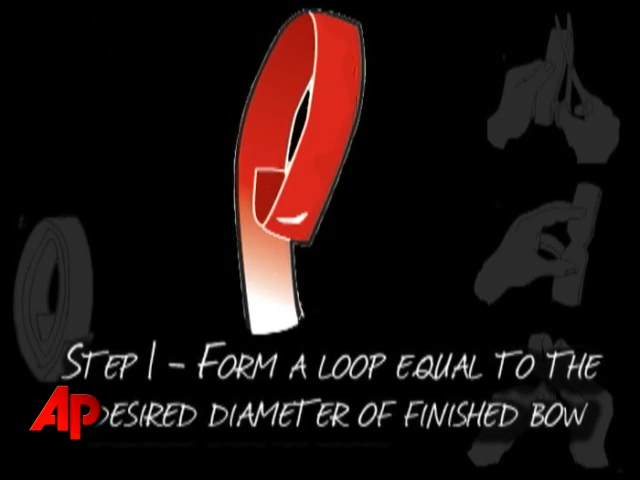 STEP 1 - FORM A LOOP EQUAL TO THE
DESIRED DIAMETER OF FINISHED BOW
AP